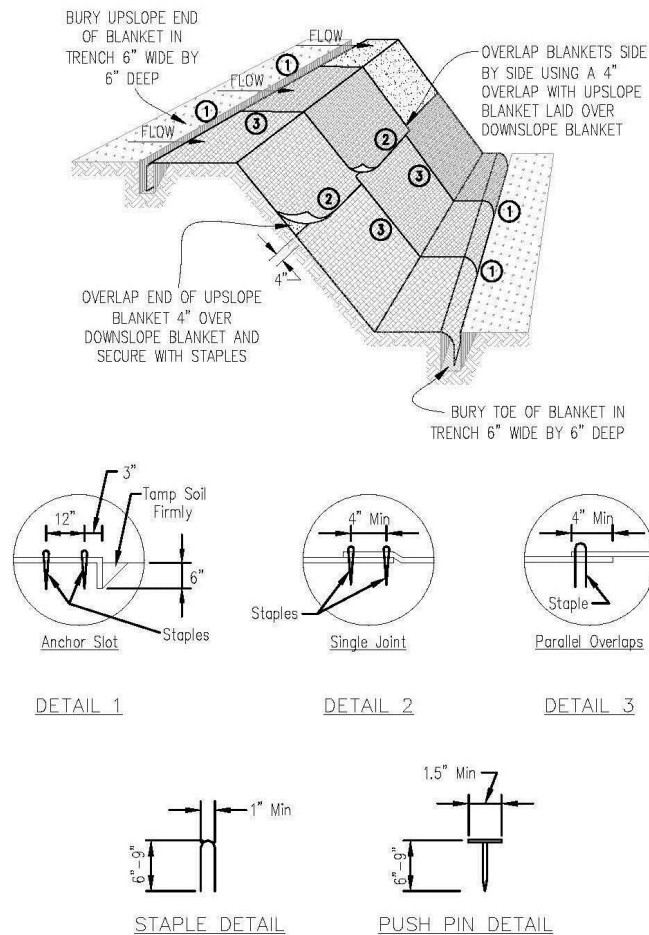 BURY UPSLOPE END
OF BLANKET IN
TRENCH 6" WIDE BY
6" DEEP
FLOW
1
FLOW
1
FLOW
3
OVERLAP BLANKETS SIDE
BY SIDE USING A 4"
OVERLAP WITH UPSLOPE
BLANKET LAID OVER
DOWNSLOPE BLANKET
2
3
2
3
1
1
4"
OVERLAP END OF UPSLOPE
BLANKET 4" OVER
DOWNSLOPE BLANKET AND
SECURE WITH STAPLES
BURY TOE OF BLANKET IN
TRENCH 6" WIDE BY 6" DEEP
3"
12"
Tamp Soil
Firmly
6"
Staples
Anchor Slot
DETAIL 1
4" Min
Staples
Single Joint
DETAIL 2
4" Min
Staple
Parallel Overlaps
DETAIL 3
1" Min
6"-9"
STAPLE DETAIL
1.5" Min
6"-9"
PUSH PIN DETAIL